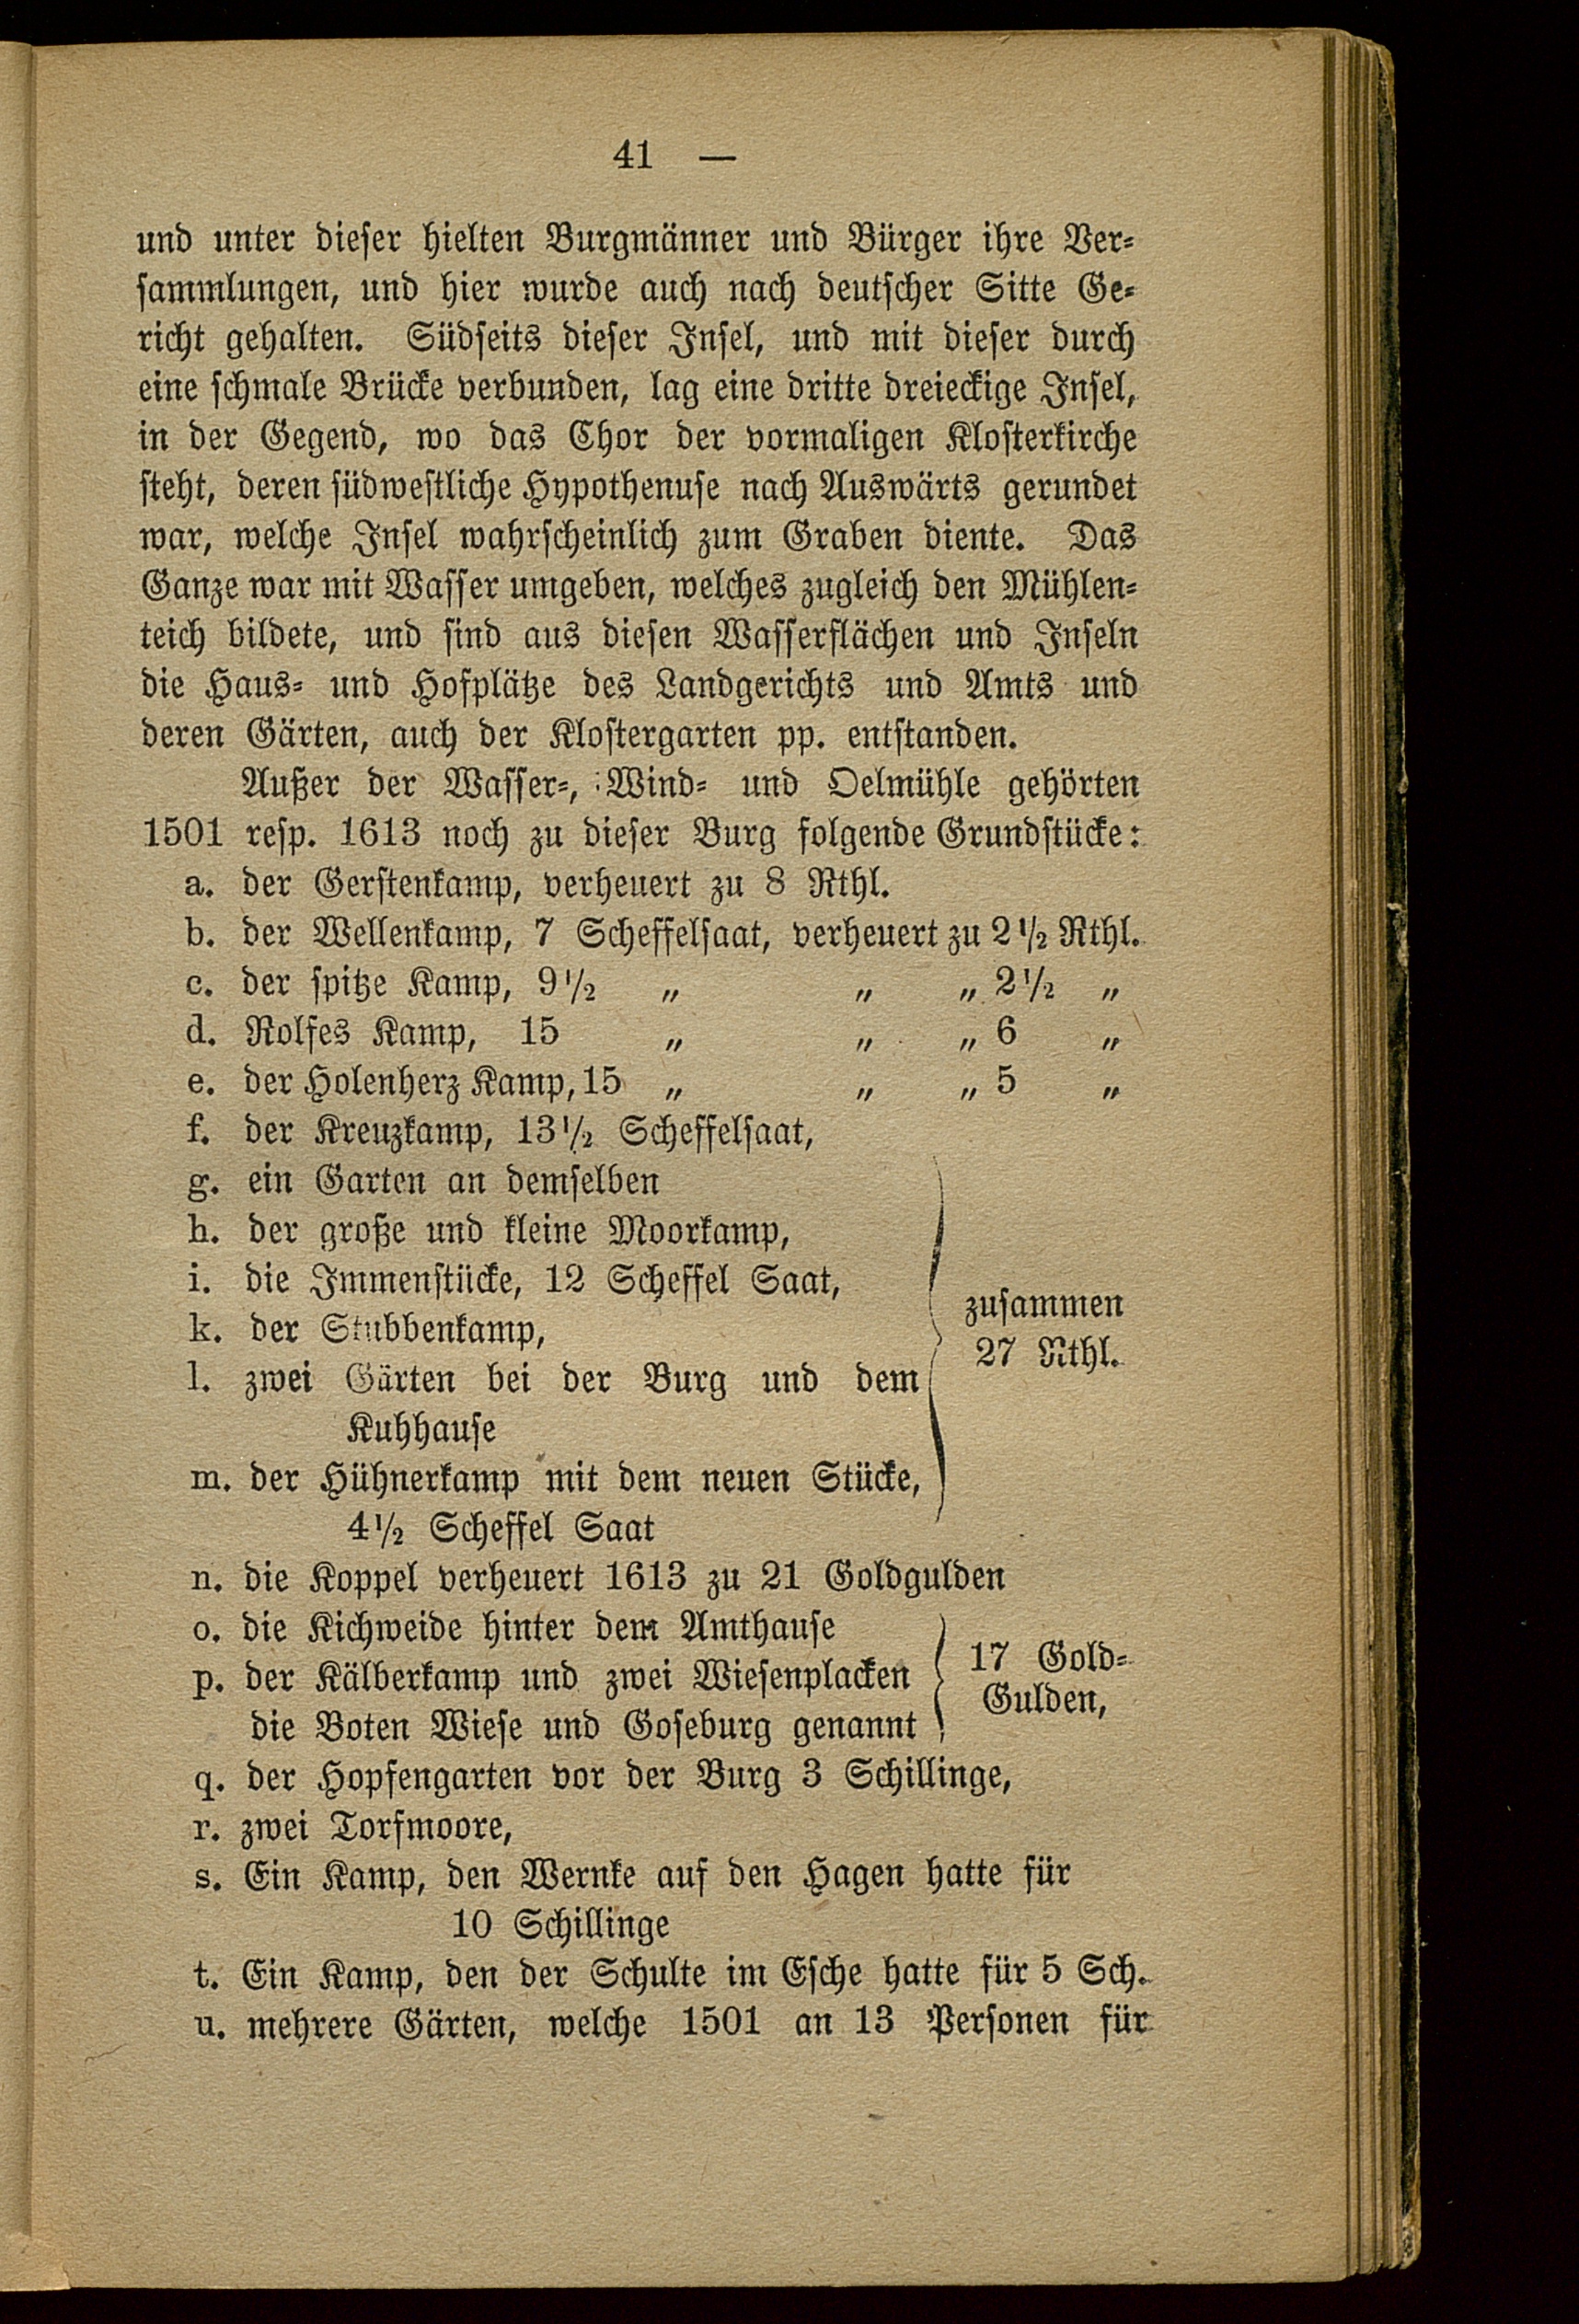 41 —
und unter dieser hielten Burgmänner und Bürger ihre Ver-
sammlungen, und hier wurde auch nach deutscher Sitte Ge-
richt gehalten. Südseits dieser Insel, und mit dieser durch
eine schmale Brücke verbunden, lag eine dritte dreieckige Insel,
in der Gegend, wo das Chor der vormaligen Klosterkirche
steht, deren südwestliche Hypothenuse nach Auswärts gerundet
war, welche Insel wahrscheinlich zum Graben diente. Das
Ganze war mit Wasser umgeben, welches zugleich den Mühlen-
teich bildete, und sind aus diesen Wasserflächen und Inseln
die Haus- und Hofplätze des Landgerichts und Amts und
deren Gärten, auch der Klostergarten pp. entstanden.
Außer der Wasser-, Wind- und Oelmühle gehörten
1501 resp. 1613 noch zu dieser Burg folgende Grundstücke:
a. der Gerstenkamp, verheuert zu 8 Rthl.
b. der Wellenkamp, 7 Scheffelsaat, verheuert zu 2½ Rthl.
c. der spitze Kamp, 9½ „ „ „ 2½ „
d. Rolfes Kamp, 15 „ „ „ 6 „
e. der Holenherz Kamp, 15 „ „ „ 5 „
f. der Kreuzkamp, 13½ Scheffelsaat,
g. ein Garten an demselben
h. der große und kleine Moorkamp,
i. die Immenstücke, 12 Scheffel Saat,
k. der Stubbenkamp,
l. zwei Gärten bei der Burg und dem
Kuhhause
m. der Hühnerkamp mit dem neuen Stücke,
4½ Scheffel Saat
zusammen
27 Rthl.
n. die Koppel verheuert 1613 zu 21 Goldgulden
o. die Kichweide hinter dem Amthause
p. der Kälberkamp und zwei Wiesenplacken
die Boten Wiese und Goseburg genannt
17 Gold-
Gulden,
q. der Hopfengarten vor der Burg 3 Schillinge,
r. zwei Torfmoore,
s. Ein Kamp, den Wernke auf den Hagen hatte für
10 Schillinge
t. Ein Kamp, den der Schulte im Esche hatte für 5 Sch.
u. mehrere Gärten, welche 1501 an 13 Personen für